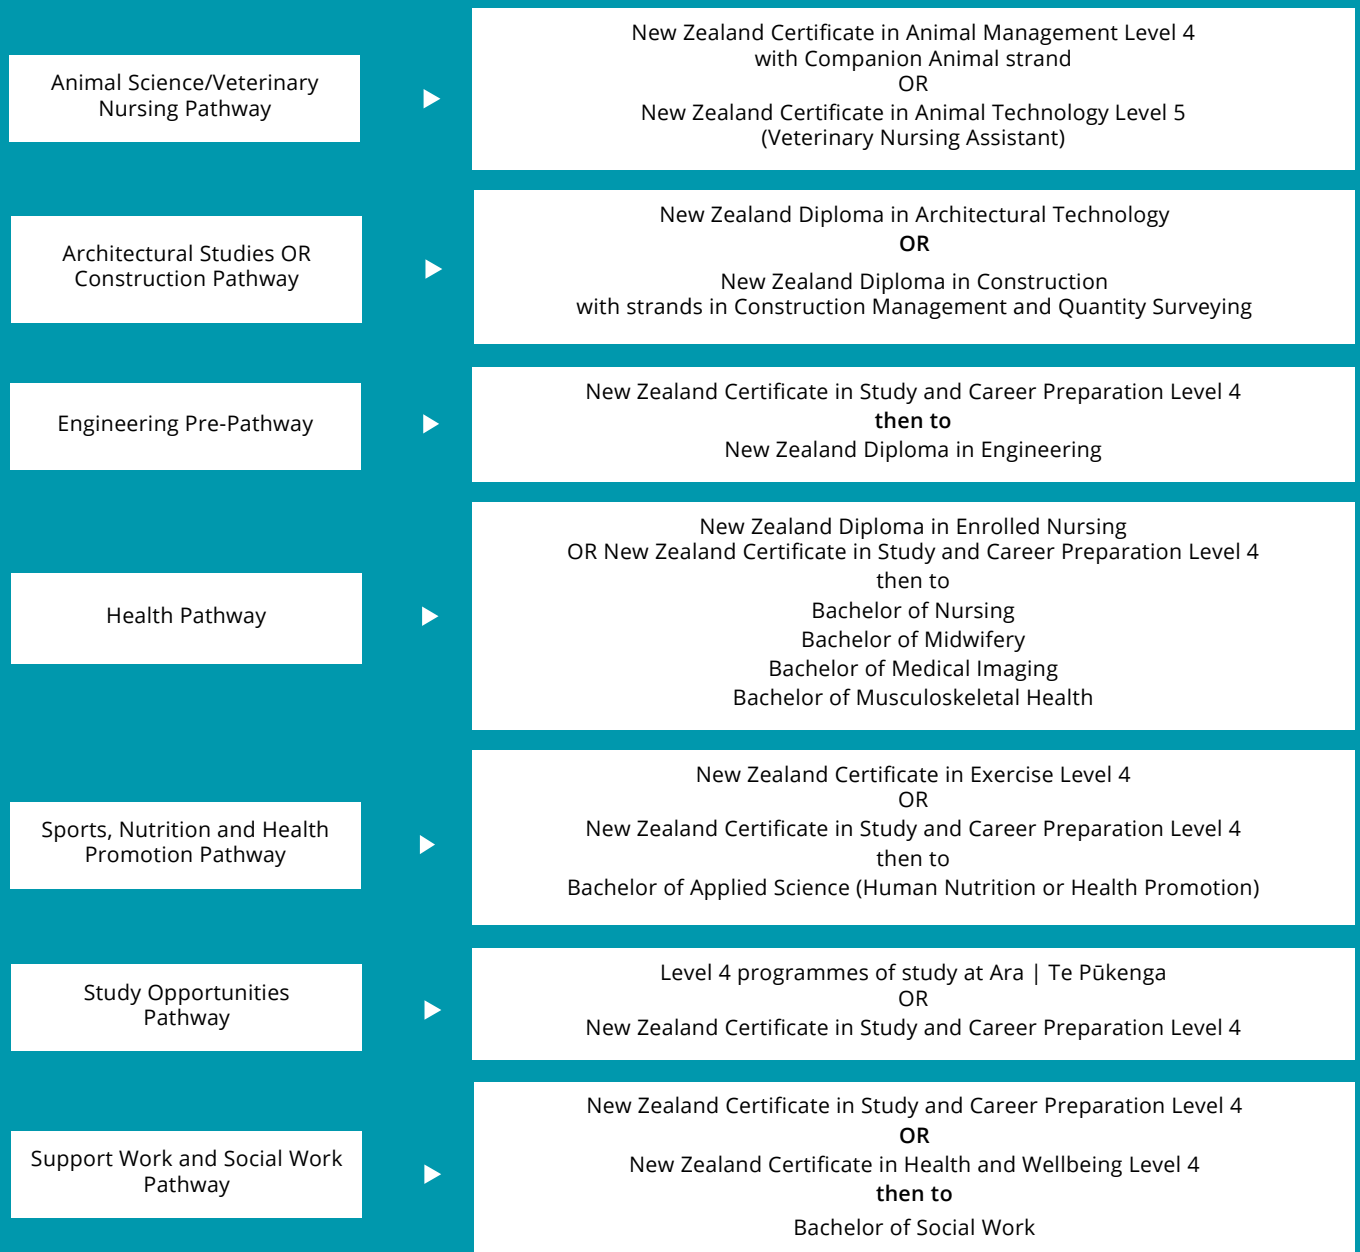 Animal Science/Veterinary
Nursing Pathway
New Zealand Certificate in Animal Management Level 4
with Companion Animal strand
OR
New Zealand Certificate in Animal Technology Level 5
(Veterinary Nursing Assistant)
Architectural Studies OR
Construction Pathway
New Zealand Diploma in Architectural Technology
OR
New Zealand Diploma in Construction
with strands in Construction Management and Quantity Surveying
Engineering Pre-Pathway
New Zealand Certificate in Study and Career Preparation Level 4
then to
New Zealand Diploma in Engineering
Health Pathway
New Zealand Diploma in Enrolled Nursing
OR New Zealand Certificate in Study and Career Preparation Level 4
then to
Bachelor of Nursing
Bachelor of Midwifery
Bachelor of Medical Imaging
Bachelor of Musculoskeletal Health
Sports, Nutrition and Health
Promotion Pathway
New Zealand Certificate in Exercise Level 4
OR
New Zealand Certificate in Study and Career Preparation Level 4
then to
Bachelor of Applied Science (Human Nutrition or Health Promotion)
Study Opportunities
Pathway
Level 4 programmes of study at Ara | Te Pūkenga
OR
New Zealand Certificate in Study and Career Preparation Level 4
Support Work and Social Work
Pathway
New Zealand Certificate in Study and Career Preparation Level 4
OR
New Zealand Certificate in Health and Wellbeing Level 4
then to
Bachelor of Social Work